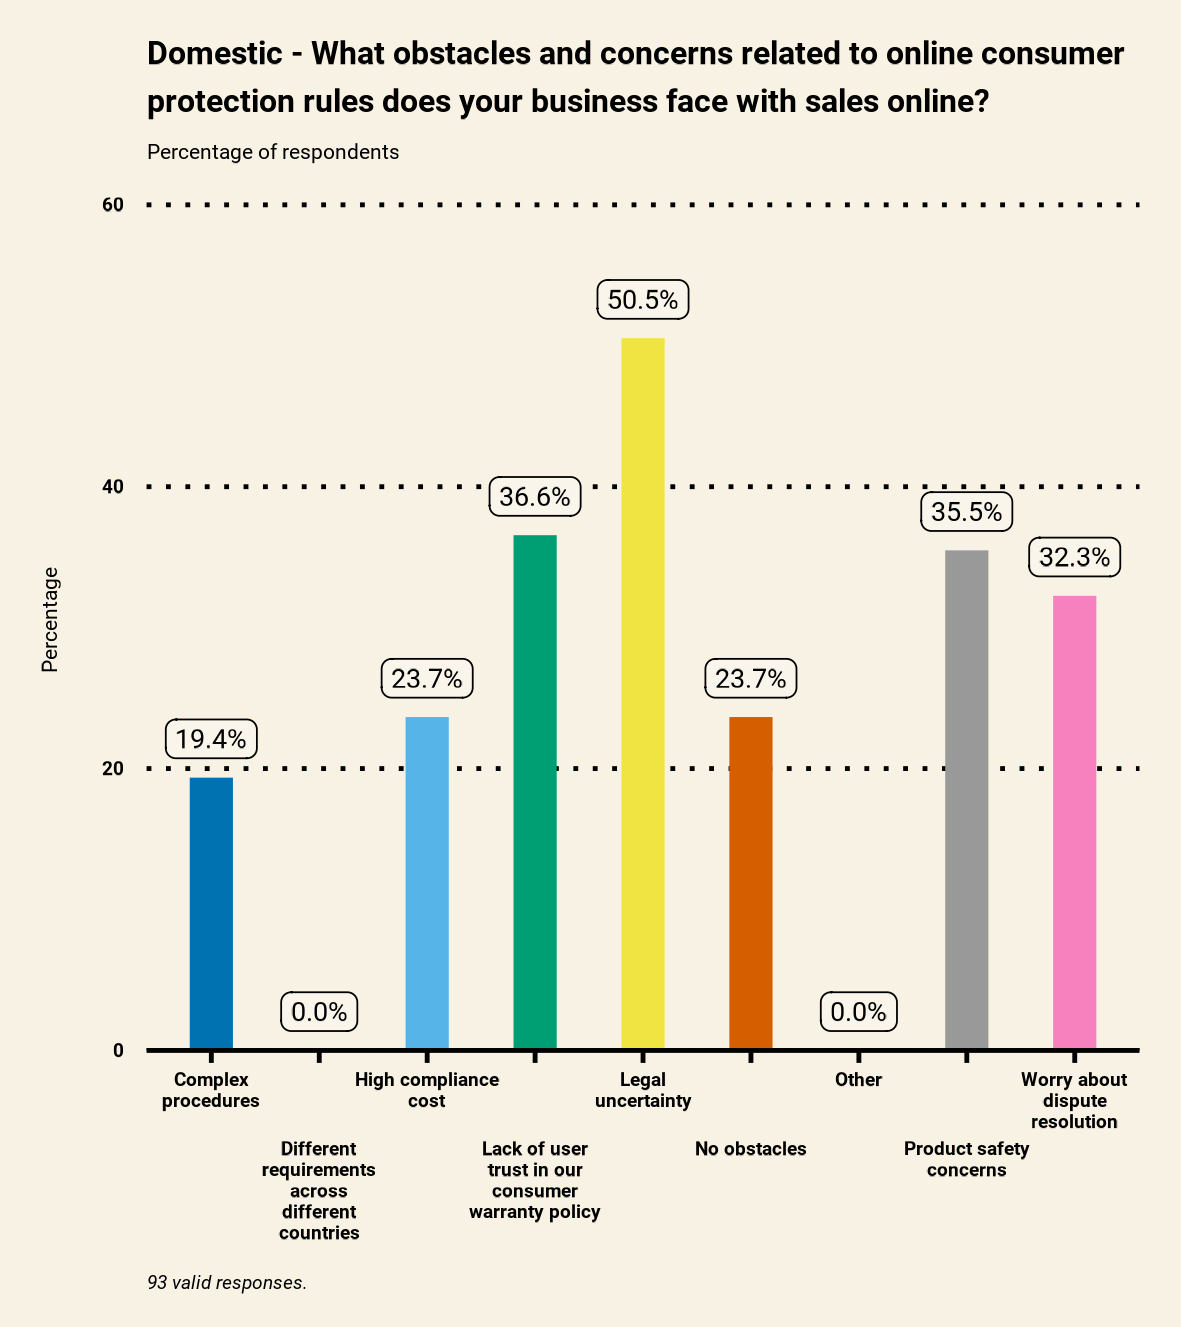 Domestic - What obstacles and concerns related to online consumer
protection rules does your business face with sales online?
Percentage of respondents
60
50.5%
40
36.6%
35.5%
32.3%
Percentage
23.7%
23.7%
19.4%
20
0.0%
0.0%
0
Complex
procedures
High compliance
cost
Legal
uncertainty
Other
Worry about
dispute
resolution
Different
requirements
across
different
countries
Lack of user
trust in our
consumer
warranty policy
No obstacles
Product safety
concerns
93 valid responses.